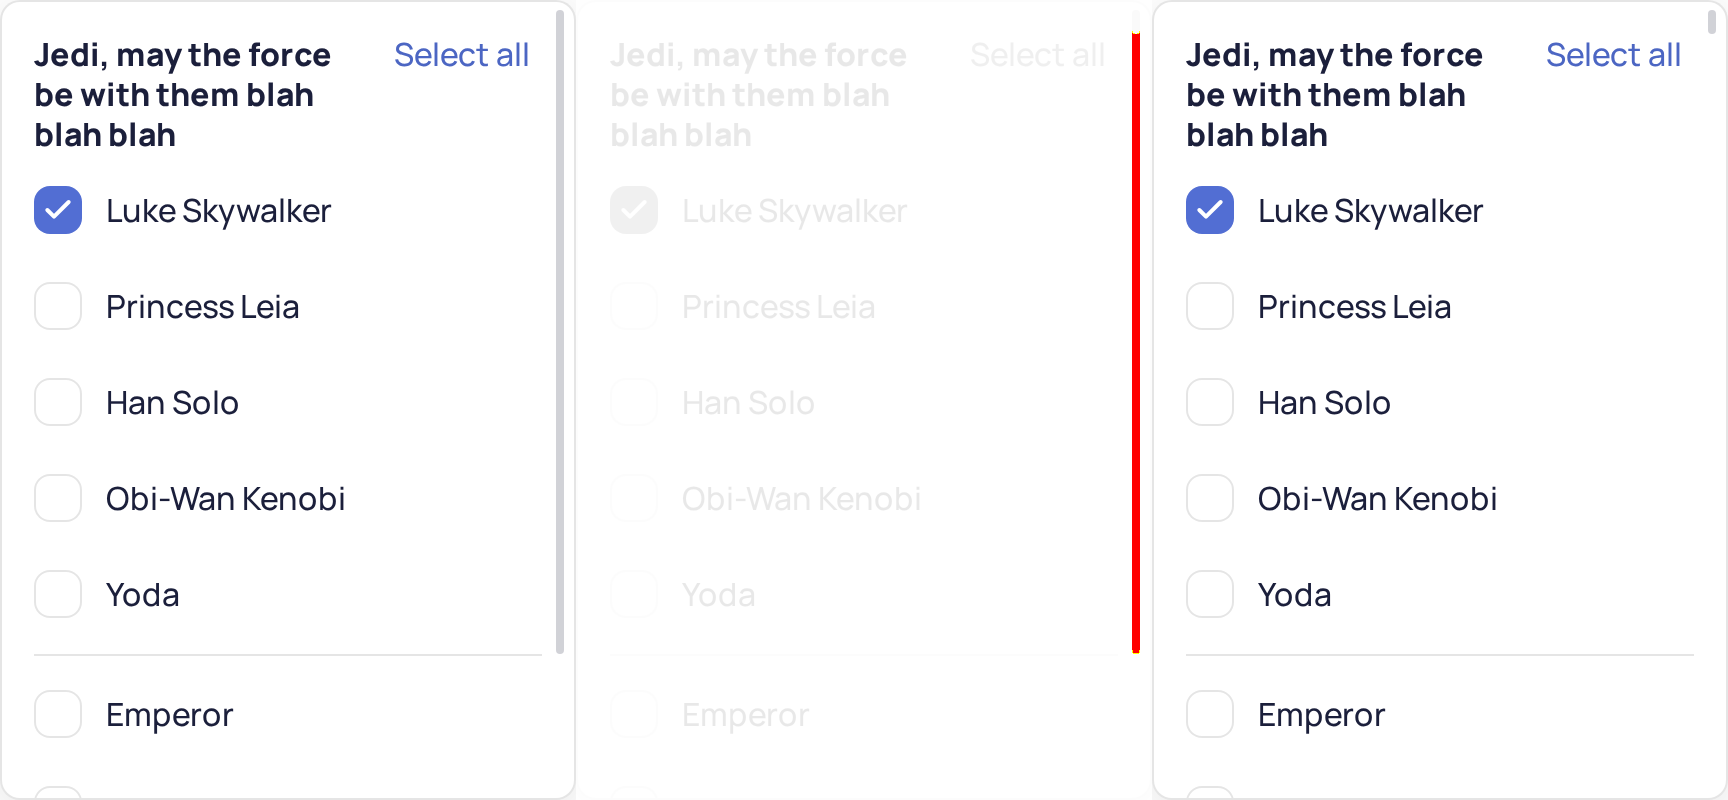 Jedi, may the force
be with them blah
blah blah
Select all
Luke Skywalker
Princess Leia
Han Solo
Obi-Wan Kenobi
Yoda
Emperor
Jedi, may the force
be with them blah
blah blah
Select all
Luke Skywalker
Princess Leia
Han Solo
Obi-Wan Kenobi
Yoda
Emperor
Jedi, may the force
be with them blah
blah blah
Select all
Luke Skywalker
Princess Leia
Han Solo
Obi-Wan Kenobi
Yoda
Emperor